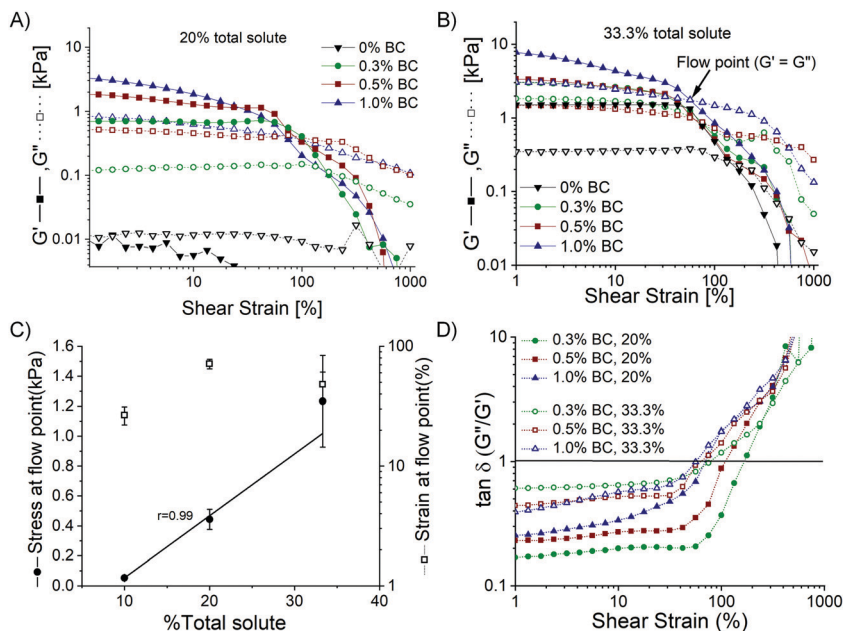 A)
20% total solute
0% BC
0.3% BC
0.5% BC
1.0% BC
G' —■— ,G"····□···· [kPa]
10
1
0.1
0.01
10
100
1000
Shear Strain [%]
B)
33.3% total solute
Flow point (G' = G")
0% BC
0.3% BC
0.5% BC
1.0% BC
G' —■— ,G"····□···· [kPa]
10
1
0.1
0.01
1
10
100
1000
Shear Strain [%]
C)
1.6
1.4
1.2
1.0
0.8
0.6
0.4
0.2
0.0
Stress at flow point(kPa)
r=0.99
100
10
1
Strain at flow point(%)
0
10
20
30
40
%Total solute
D)
0.3% BC, 20%
0.5% BC, 20%
1.0% BC, 20%
0.3% BC, 33.3%
0.5% BC, 33.3%
1.0% BC, 33.3%
tan δ (G"/G')
10
1
0.1
1
10
100
1000
Shear Strain (%)